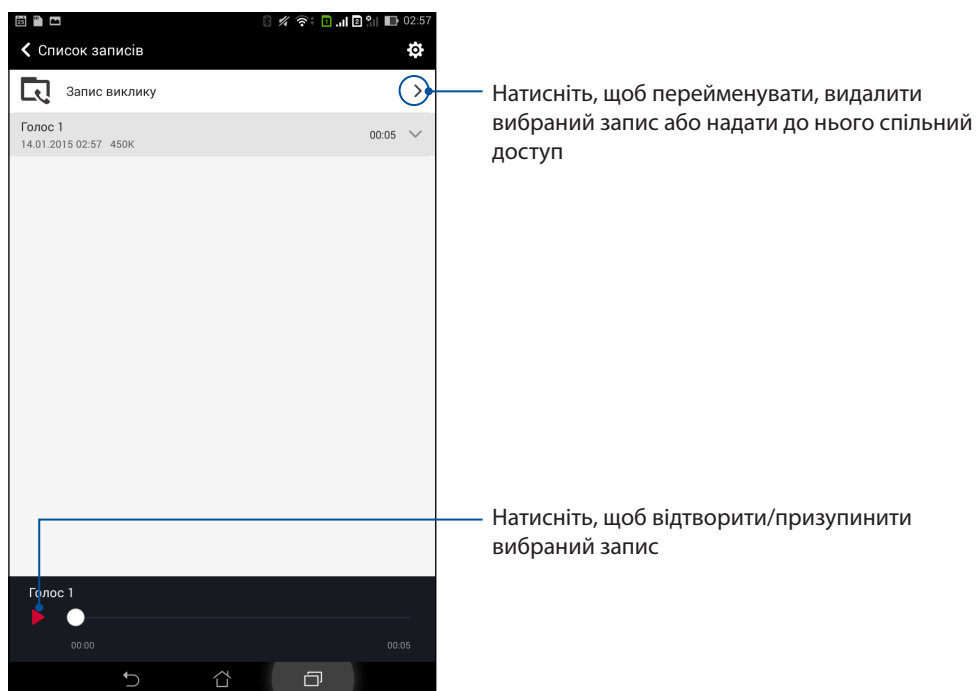 02:57
Список записів
Запис виклику
Голос 1
00:05
14.01.2015 02:57 450K
Натисніть, щоб перейменувати, видалити
вибраний запис або надати до нього спільний
доступ
Натисніть, щоб відтворити/призупинити
вибраний запис
Голос 1
00:00
00:05